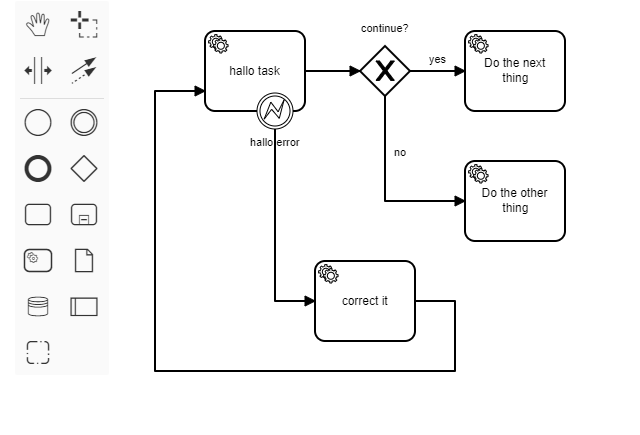 continue?
hallo task
yes
Do the next
thing
hallo error
no
Do the other
thing
correct it